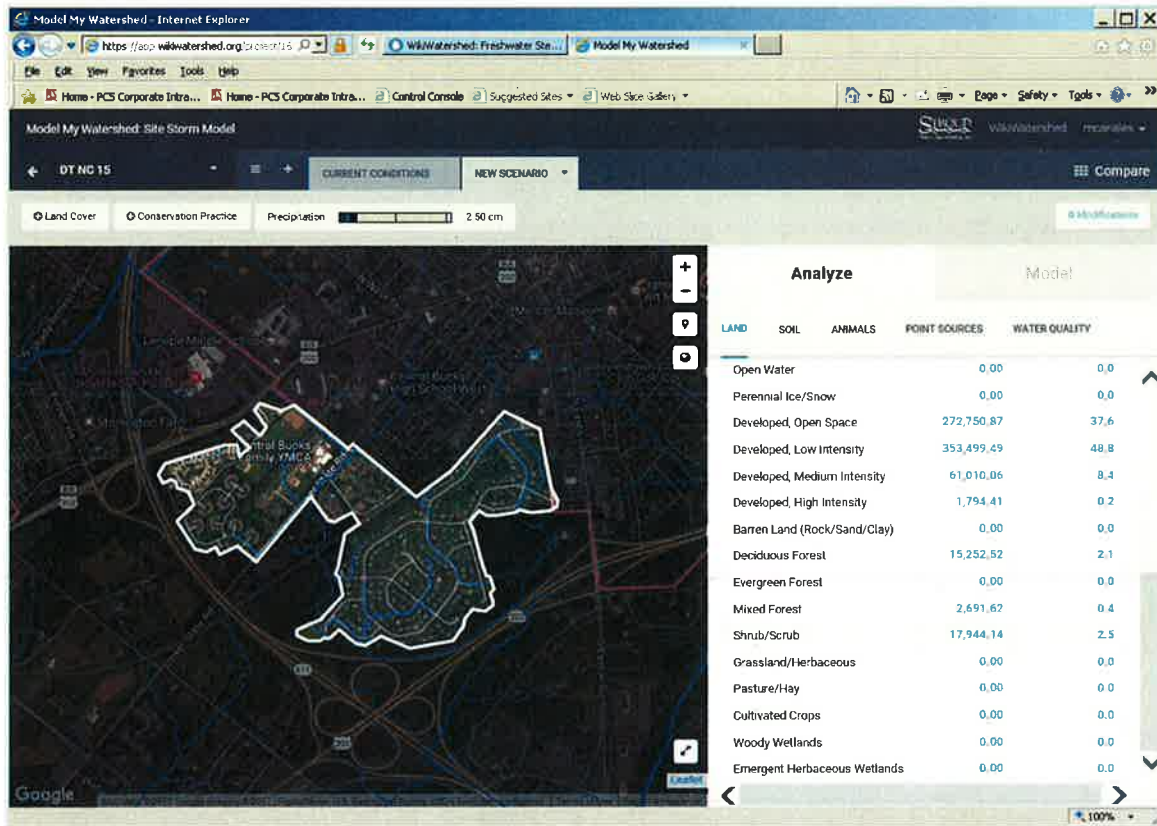 Model My Watershed - Internet Explorer
WikiWatershed: Freshwater Ste...
Model My Watershed
File Edit View Favorites Tools Help
Home - PCS Corporate Intra... Home - PCS Corporate Intra... Control Console Suggested Sites Web Slice Gallery
Page Safety Tools
Model My Watershed: Site Storm Model
WikiWatershed
DT NC 15
CURRENT CONDITIONS
NEW SCENARIO
Compare
Land Cover
Conservation Practice
Precipitation
2.50 cm
0 Modifications
Analyze
Model
LAND SOIL ANIMALS POINT SOURCES WATER QUALITY
Open Water 0.00 0.0
Perennial Ice/Snow 0.00 0.0
Developed, Open Space 272,750.87 37.6
Developed, Low Intensity 353,499.49 48.8
Developed, Medium Intensity 61,010.06 8.4
Developed, High Intensity 1,794.41 0.2
Barren Land (Rock/Sand/Clay) 0.00 0.0
Deciduous Forest 15,252.52 2.1
Evergreen Forest 0.00 0.0
Mixed Forest 2,691.62 0.4
Shrub/Scrub 17,944.14 2.5
Grassland/Herbaceous 0.00 0.0
Pasture/Hay 0.00 0.0
Cultivated Crops 0.00 0.0
Woody Wetlands 0.00 0.0
Emergent Herbaceous Wetlands 0.00 0.0
Central Bucks
Family YMCA
Leaflet
Google
100%